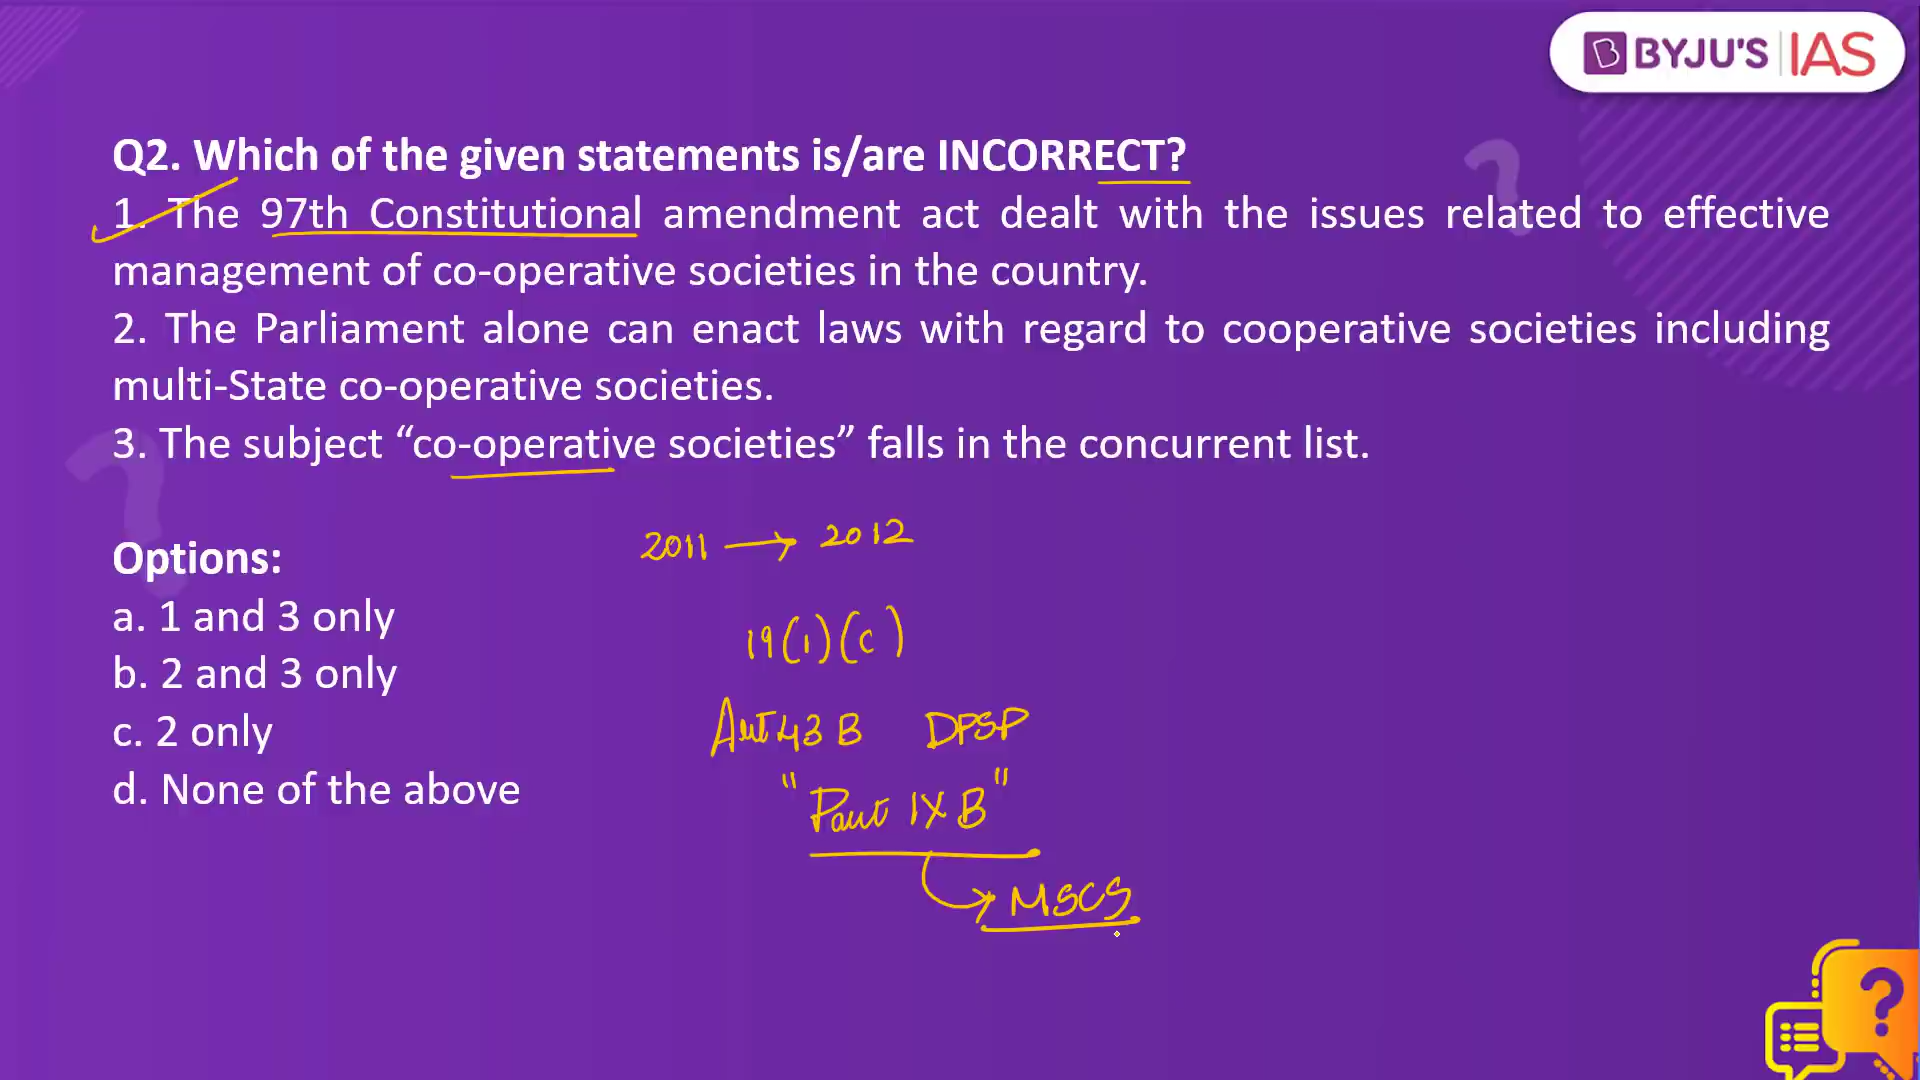 BYJU'S IAS
Q2. Which of the given statements is/are INCORRECT?
1. The 97th Constitutional amendment act dealt with the issues related to effective
management of co-operative societies in the country.
2. The Parliament alone can enact laws with regard to cooperative societies including
multi-State co-operative societies.
3. The subject “co-operative societies” falls in the concurrent list.
2011 → 2012
Options:
a. 1 and 3 only
19(1)(c)
b. 2 and 3 only
c. 2 only
Art 43 B DPSP
d. None of the above
"Part IX B"
MSCS